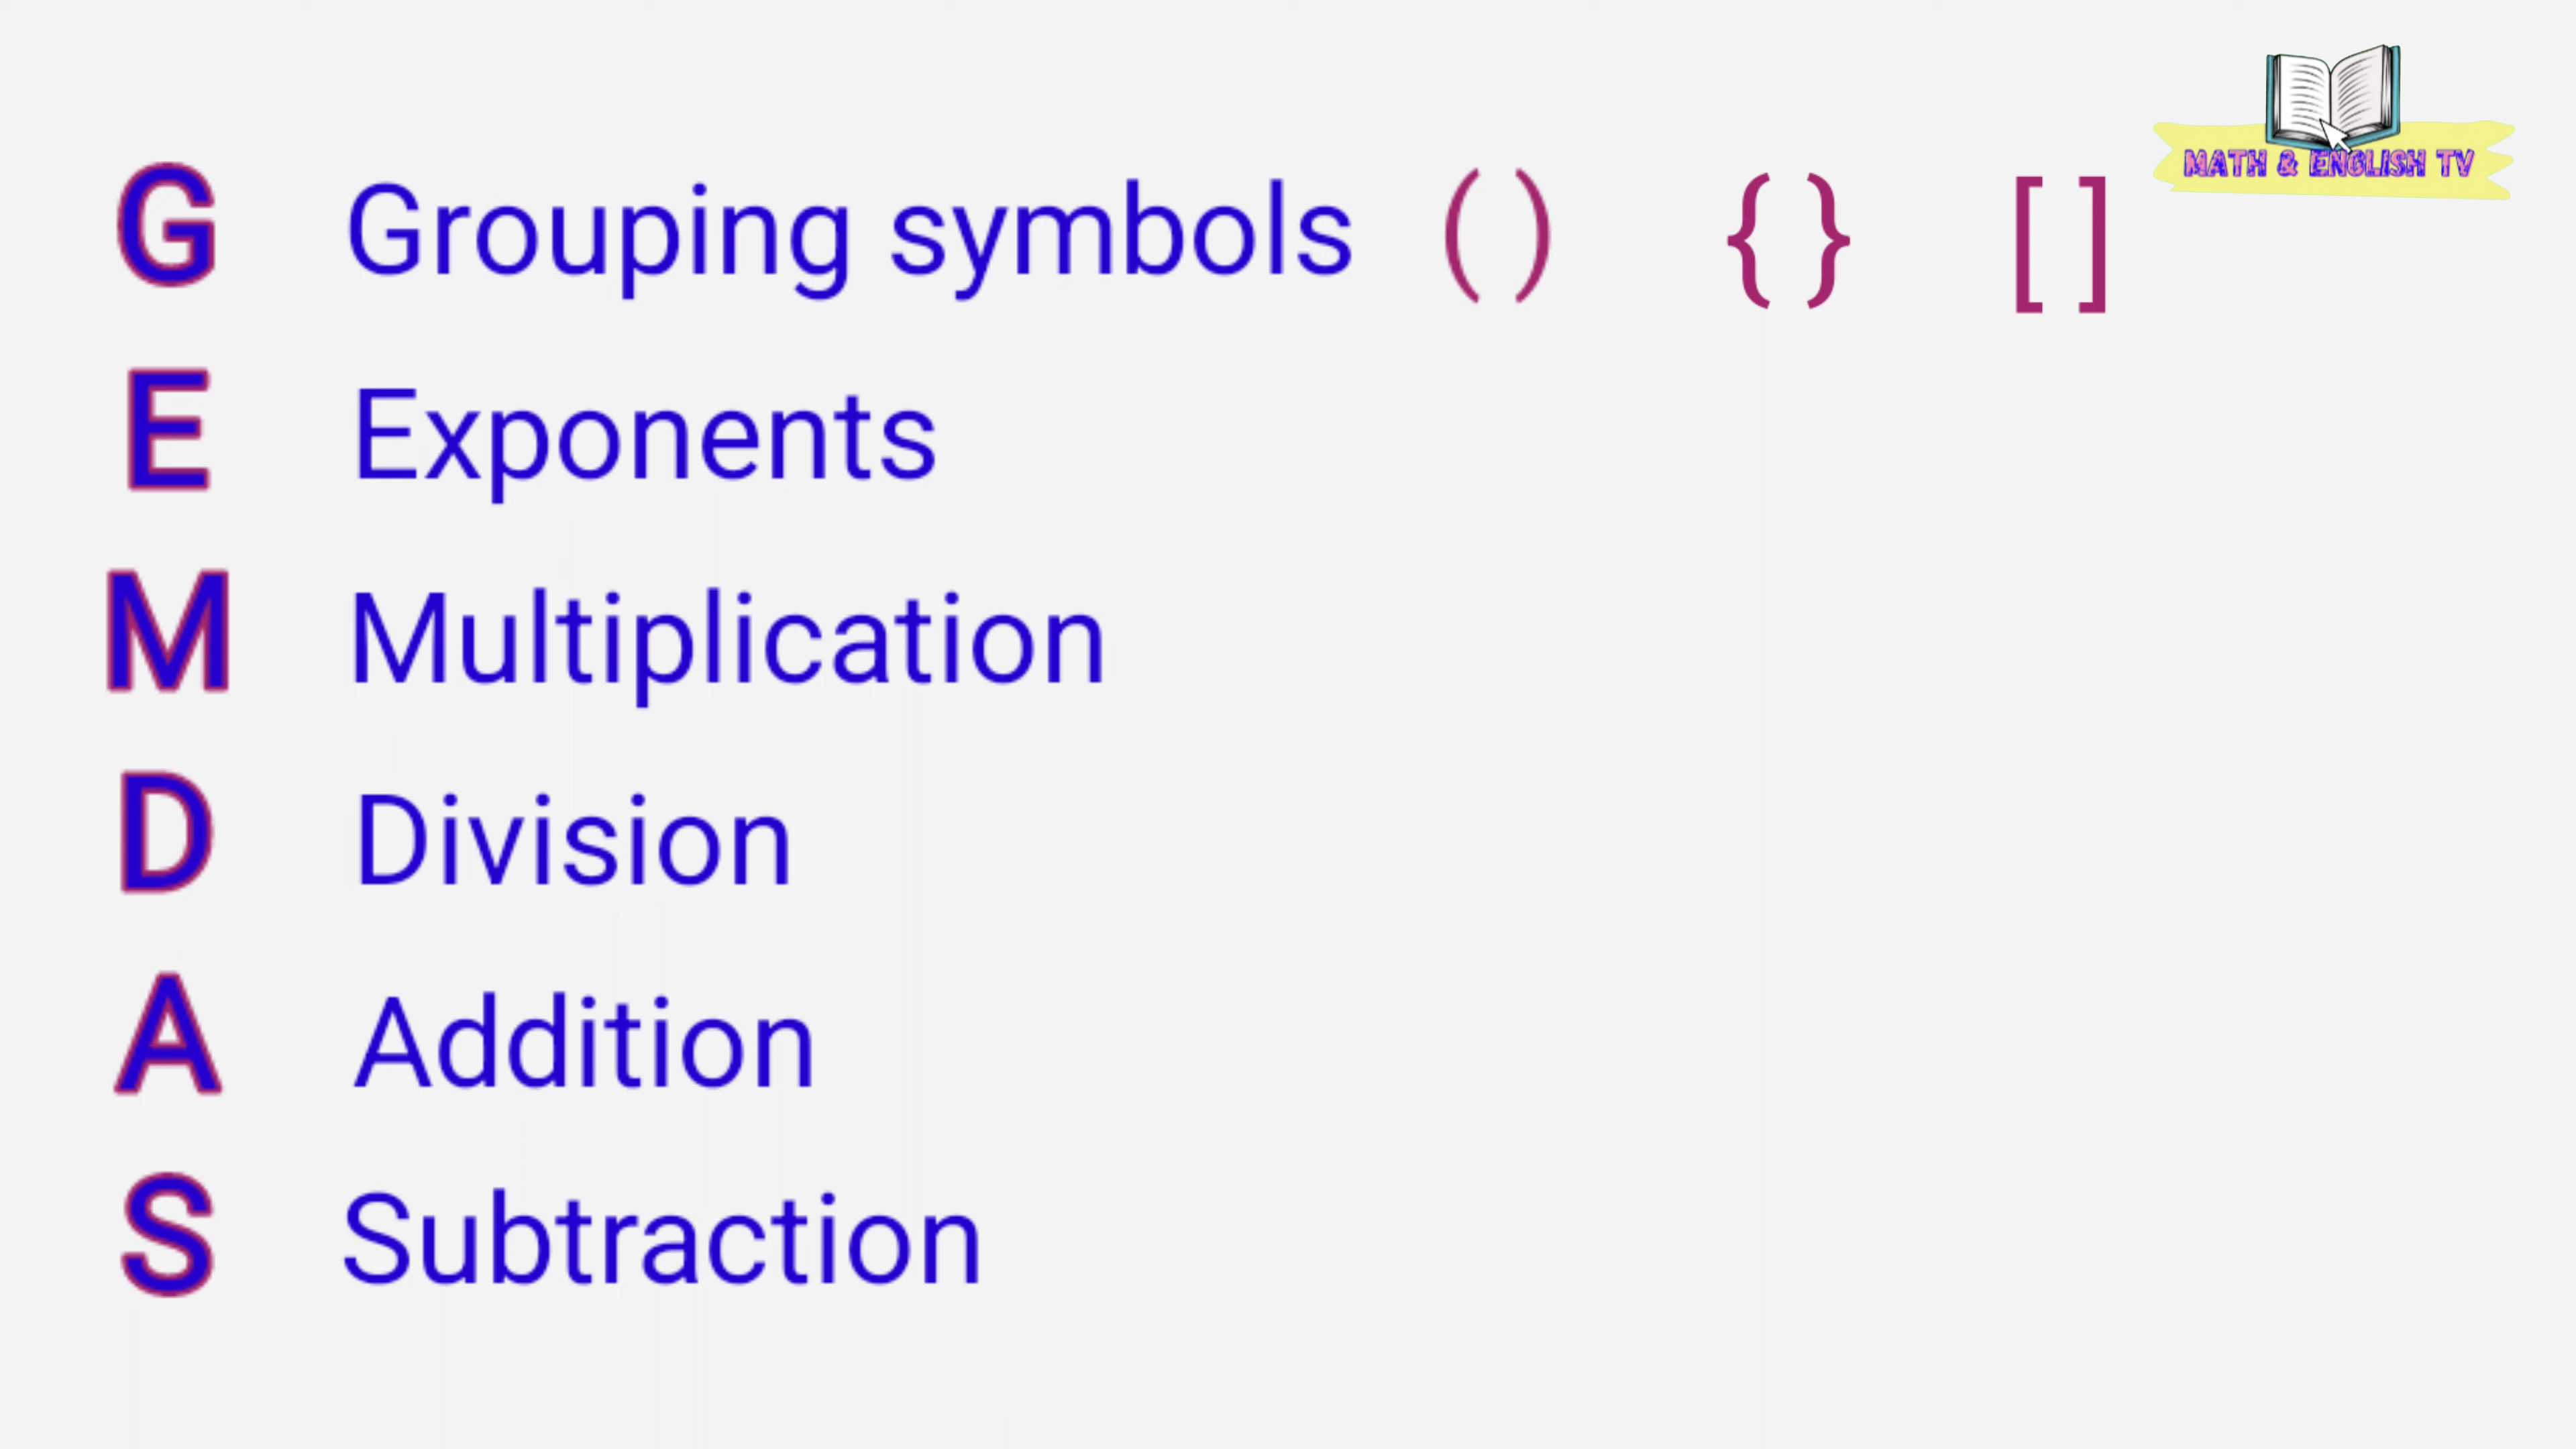 MATH & ENGLISH TV
G Grouping symbols ( ) { } [ ]
E Exponents
M Multiplication
D Division
A Addition
S Subtraction